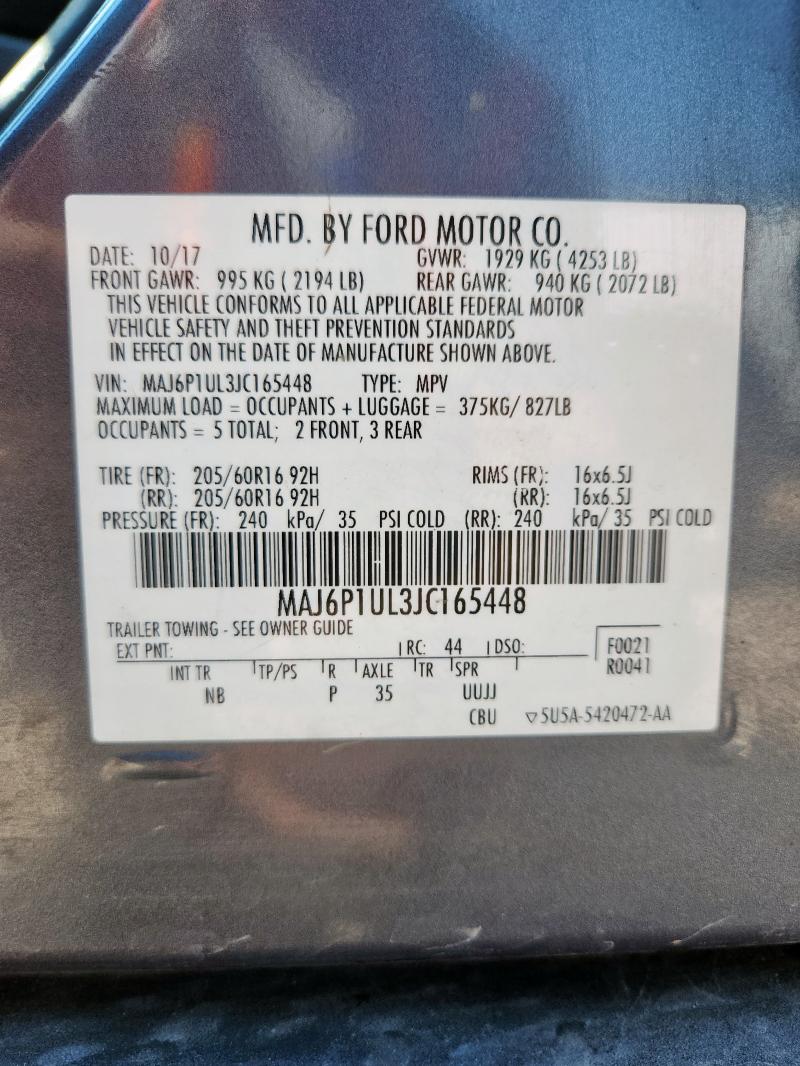 MFD. BY FORD MOTOR CO.
DATE: 10/17 GVWR: 1929 KG ( 4253 LB)
FRONT GAWR: 995 KG ( 2194 LB) REAR GAWR: 940 KG ( 2072 LB)
THIS VEHICLE CONFORMS TO ALL APPLICABLE FEDERAL MOTOR
VEHICLE SAFETY AND THEFT PREVENTION STANDARDS
IN EFFECT ON THE DATE OF MANUFACTURE SHOWN ABOVE.
VIN: MAJ6P1UL3JC165448 TYPE: MPV
MAXIMUM LOAD = OCCUPANTS + LUGGAGE = 375KG/ 827LB
OCCUPANTS = 5 TOTAL; 2 FRONT, 3 REAR
TIRE (FR): 205/60R16 92H RIMS (FR): 16x6.5J
(RR): 205/60R16 92H (RR): 16x6.5J
PRESSURE (FR): 240 kPa/ 35 PSI COLD (RR): 240 kPa/ 35 PSI COLD
MAJ6P1UL3JC165448
TRAILER TOWING - SEE OWNER GUIDE
EXT PNT: RC: 44 DSO: F0021
R0041
INT TR TP/PS R AXLE TR SPR
NB P 35 UUJJ
CBU ▽5U5A-5420472-AA